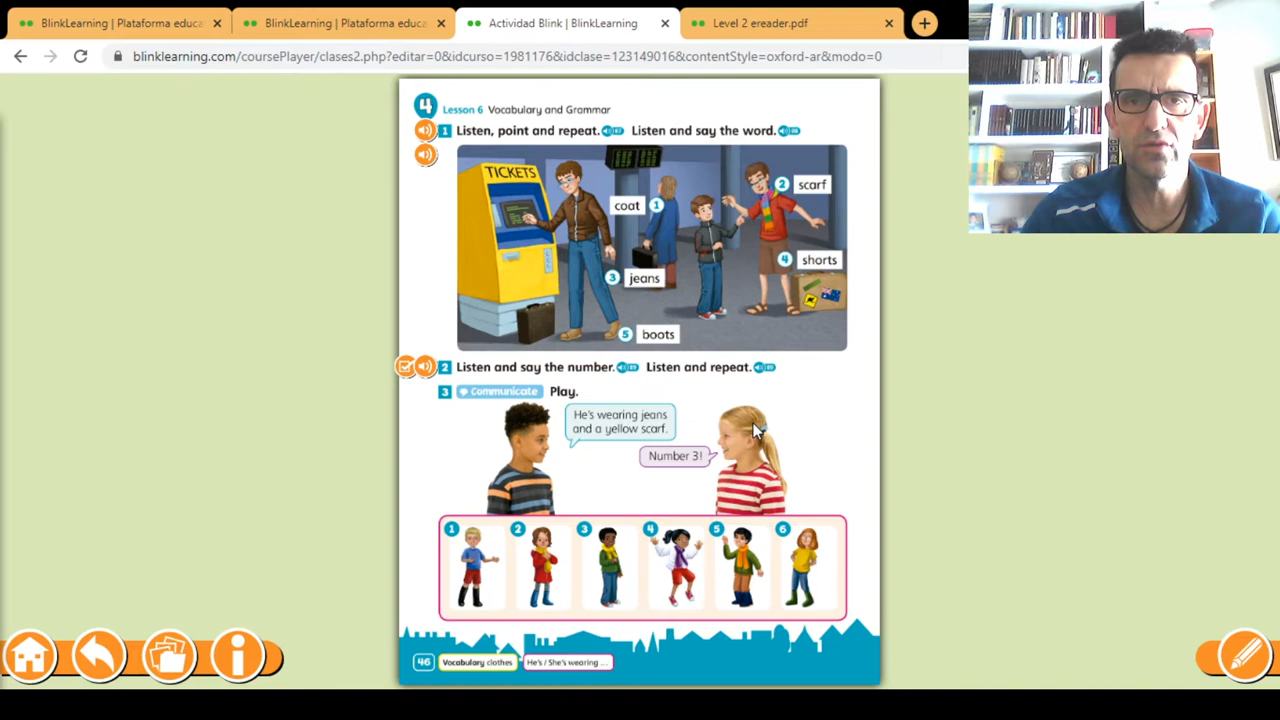 BlinkLearning | Plataforma educa
BlinkLearning | Plataforma educa
Actividad Blink | BlinkLearning
Level 2 ereader.pdf
blinklearning.com/coursePlayer/clases2.php?editar=0&idcurso=1981176&idclase=123149016&contentStyle=oxford-ar&modo=0
4 Lesson 6 Vocabulary and Grammar
1 Listen, point and repeat. 87 Listen and say the word. 88
TICKETS
2 scarf
coat 1
4 shorts
3 jeans
5 boots
2 Listen and say the number. 89 Listen and repeat. 89
3 Communicate Play.
He's wearing jeans
and a yellow scarf.
Number 3!
1 2 3 4 5 6
46 Vocabulary clothes He's / She's wearing ...